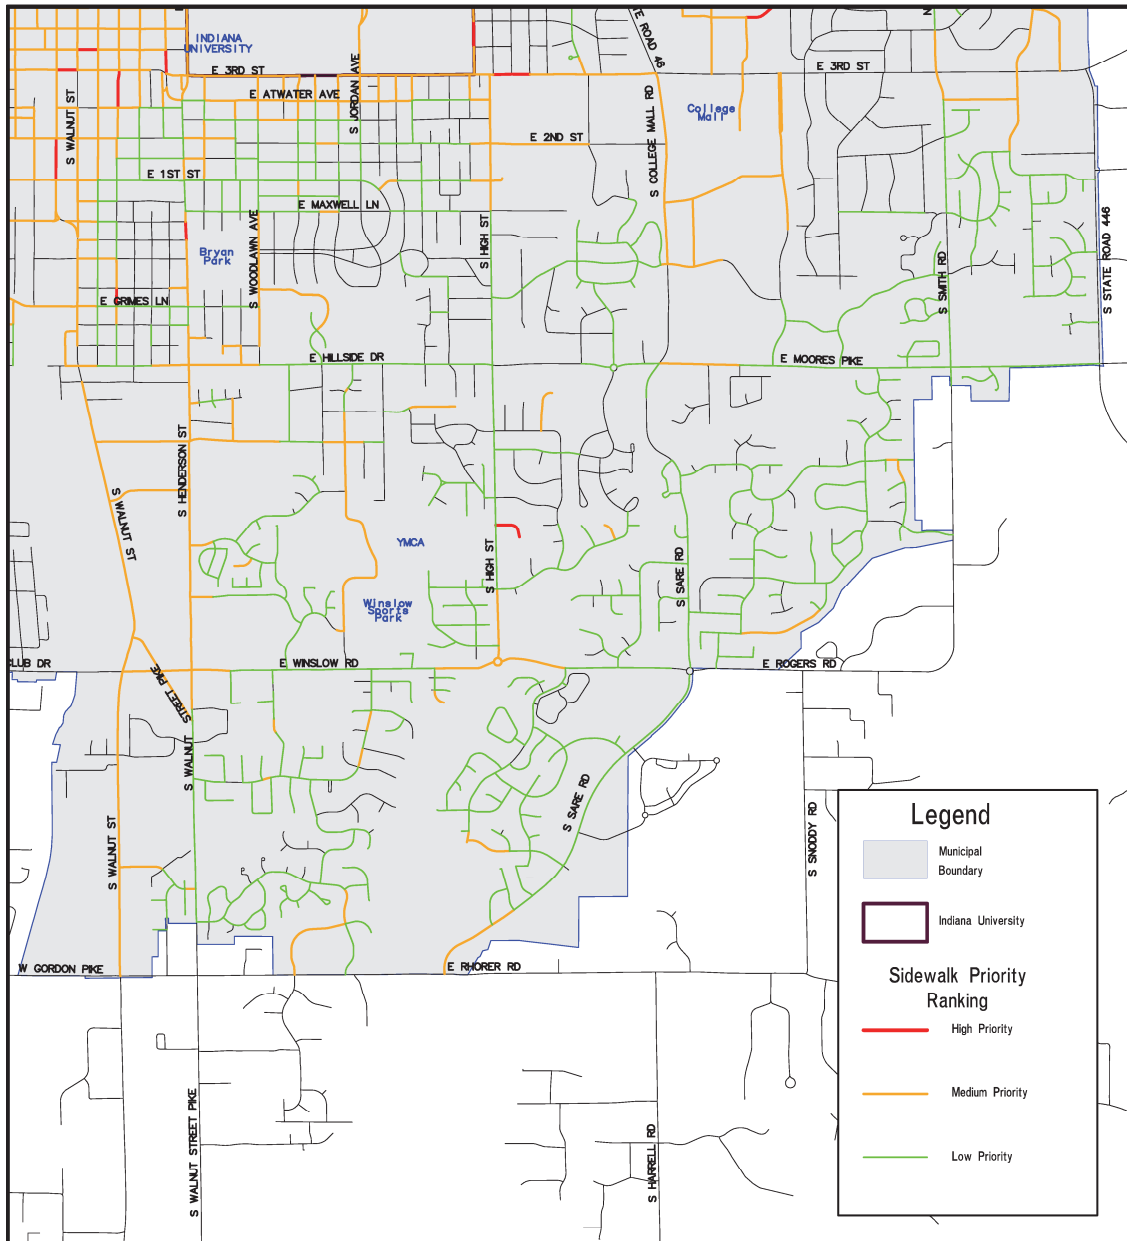 INDIANA
UNIVERSITY
E 3RD ST
E ATWATER AVE
S JORDAN AVE
TE ROAD 46
N
E 3RD ST
College
Mall
S WALNUT ST
E 2ND ST
S COLLEGE MALL RD
E 1ST ST
E MAXWELL LN
S HIGH ST
S WOODLAWN AVE
Bryan
Park
S SMITH RD
S STATE ROAD 446
E GRIMES LN
E HILLSIDE DR
E MOORES PIKE
S HENDERSON ST
S WALNUT ST
YMCA
S HIGH ST
S SARE RD
Winslow
Sports
Park
CLUB DR
E WINSLOW RD
E ROGERS RD
S WALNUT STREET PIKE
S SARE RD
S WALNUT ST
S SNODDY RD
W GORDON PIKE
E RHORER RD
S WALNUT STREET PIKE
S HARRELL RD
Legend
Municipal
Boundary
Indiana University
Sidewalk Priority
Ranking
High Priority
Medium Priority
Low Priority